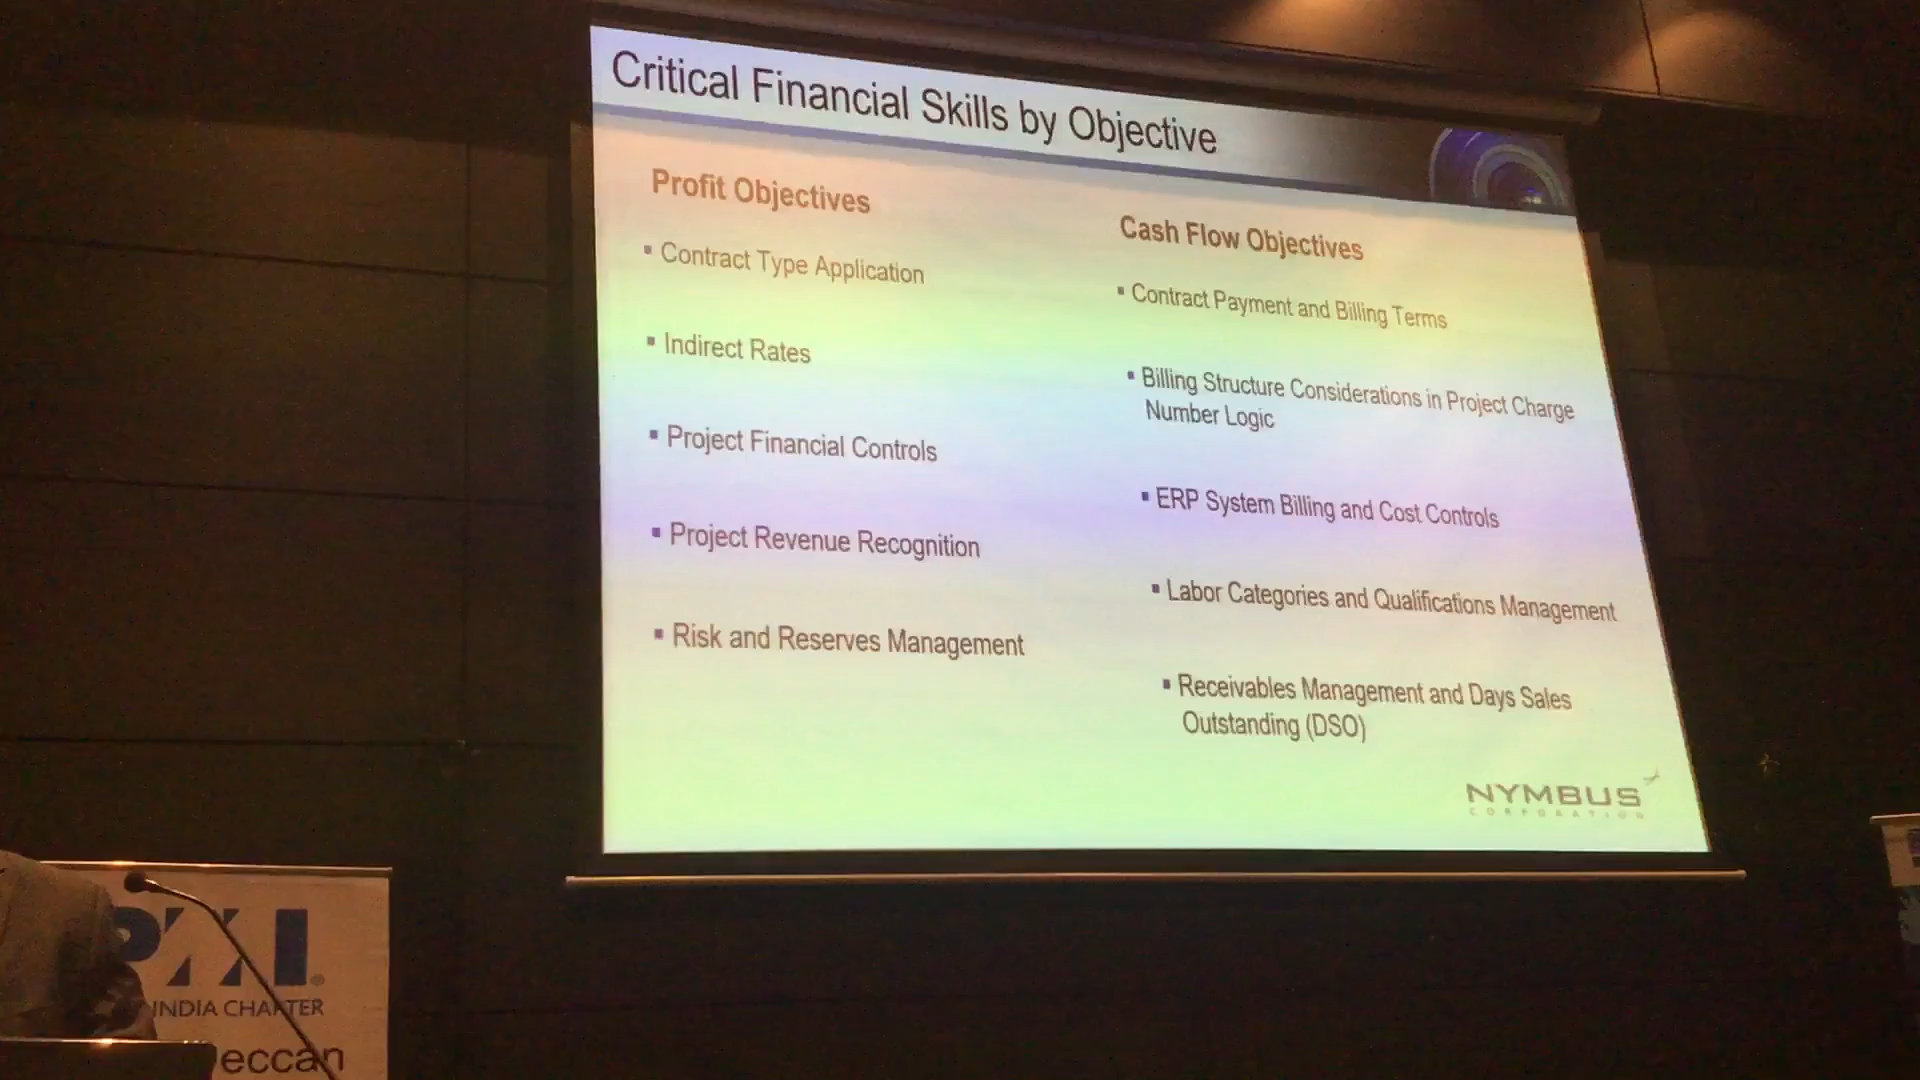 Critical Financial Skills by Objective
Profit Objectives
▪ Contract Type Application
▪ Indirect Rates
▪ Project Financial Controls
▪ Project Revenue Recognition
▪ Risk and Reserves Management
Cash Flow Objectives
▪ Contract Payment and Billing Terms
▪ Billing Structure Considerations in Project Charge
Number Logic
▪ ERP System Billing and Cost Controls
▪ Labor Categories and Qualifications Management
▪ Receivables Management and Days Sales
Outstanding (DSO)
NYMBUS
CORPORATION
PMI®
INDIA CHAPTER
eccan